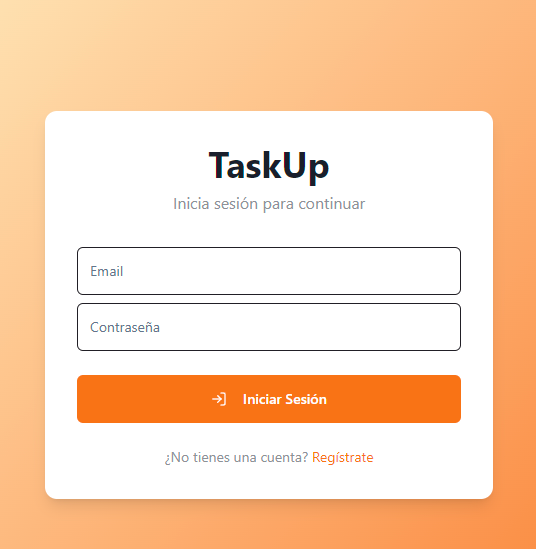 TaskUp
Inicia sesión para continuar
Email
Contraseña
Iniciar Sesión
¿No tienes una cuenta? Regístrate